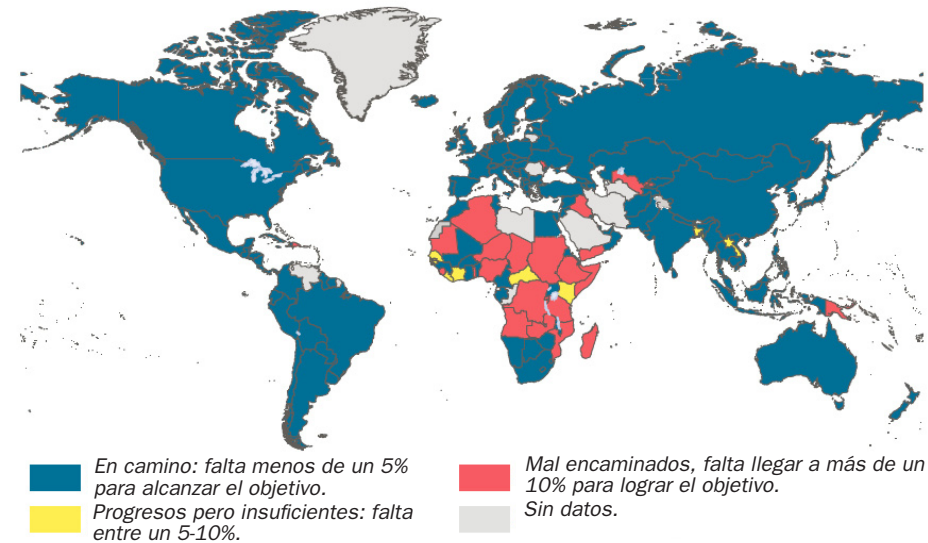 En camino: falta menos de un 5%
para alcanzar el objetivo.
Progresos pero insuficientes: falta
entre un 5-10%.
Mal encaminados, falta llegar a más de un
10% para lograr el objetivo.
Sin datos.